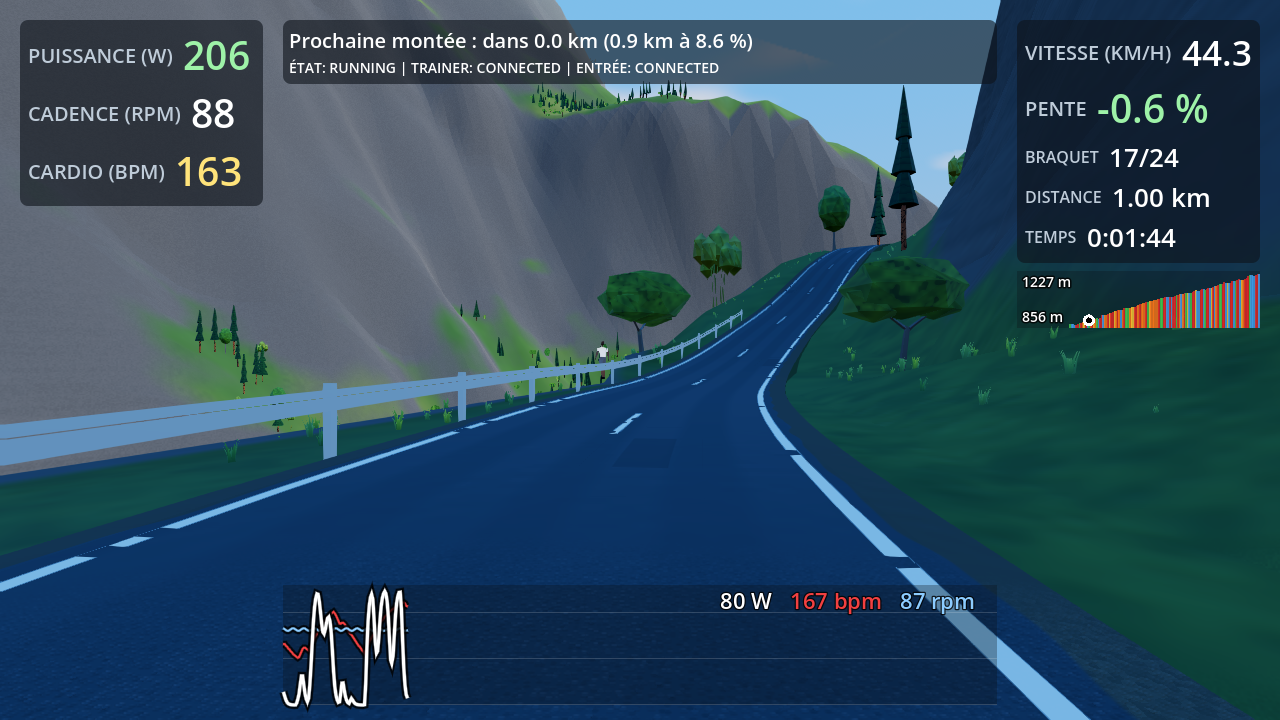 PUISSANCE (W) 206
CADENCE (RPM) 88
CARDIO (BPM) 163
Prochaine montée : dans 0.0 km (0.9 km à 8.6 %)
ÉTAT: RUNNING | TRAINER: CONNECTED | ENTRÉE: CONNECTED
VITESSE (KM/H) 44.3
PENTE -0.6 %
BRAQUET 17/24
DISTANCE 1.00 km
TEMPS 0:01:44
1227 m
856 m
80 W 167 bpm 87 rpm